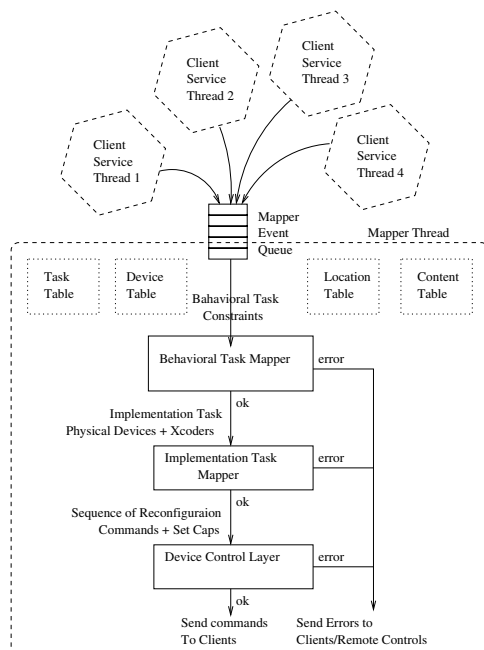 Client
Service
Thread 1
Client
Service
Thread 2
Client
Service
Thread 3
Client
Service
Thread 4
Mapper
Event
Queue
Mapper Thread
Task
Table
Device
Table
Location
Table
Content
Table
Bahavioral Task
Constraints
Behavioral Task Mapper
error
ok
Implementation Task
Physical Devices + Xcoders
Implementation Task
Mapper
error
ok
Sequence of Reconfiguraion
Commands + Set Caps
Device Control Layer
error
ok
Send commands
To Clients
Send Errors to
Clients/Remote Controls